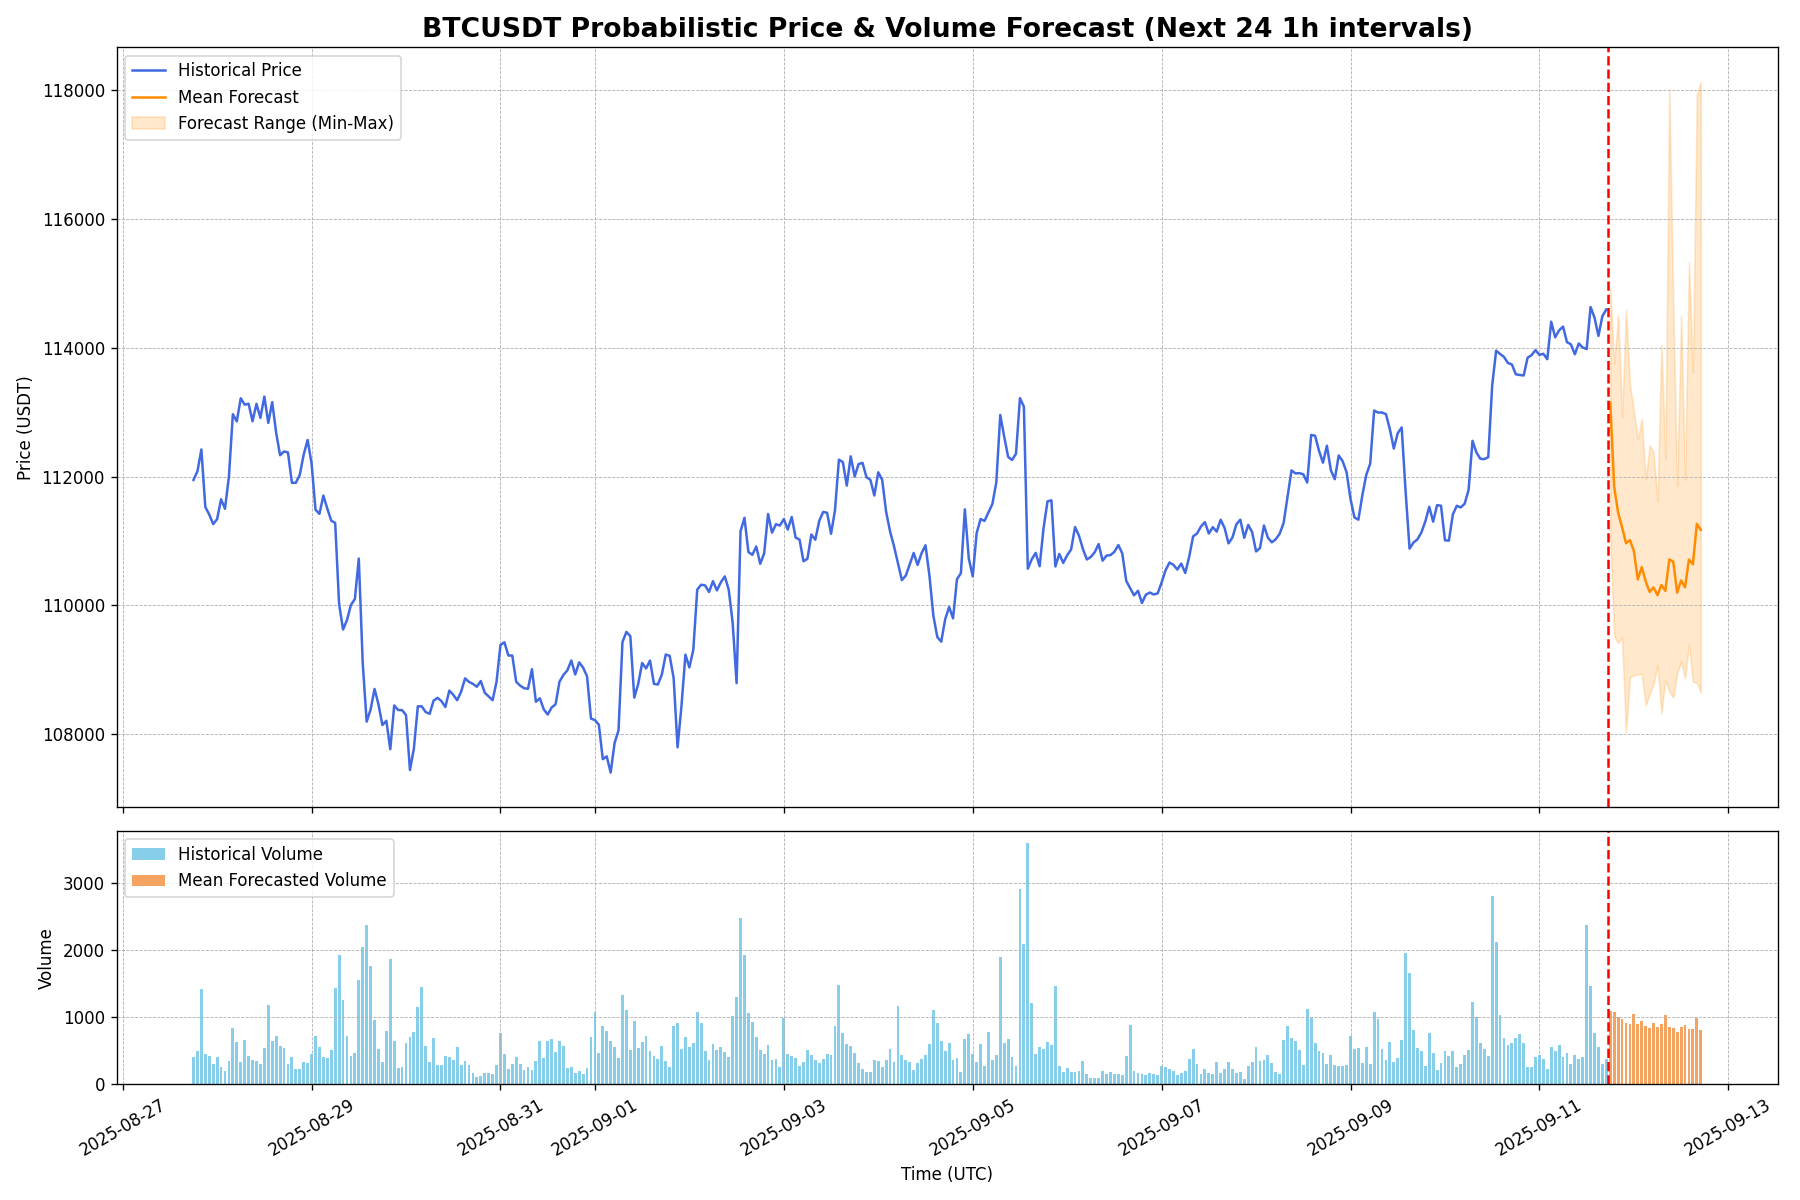 BTCUSDT Probabilistic Price & Volume Forecast (Next 24 1h intervals)
Historical Price
Mean Forecast
Forecast Range (Min-Max)
118000
116000
114000
112000
110000
108000
Price (USDT)
Historical Volume
Mean Forecasted Volume
3000
2000
1000
0
Volume
2025-08-27
2025-08-29
2025-08-31
2025-09-01
2025-09-03
2025-09-05
2025-09-07
2025-09-09
2025-09-11
2025-09-13
Time (UTC)